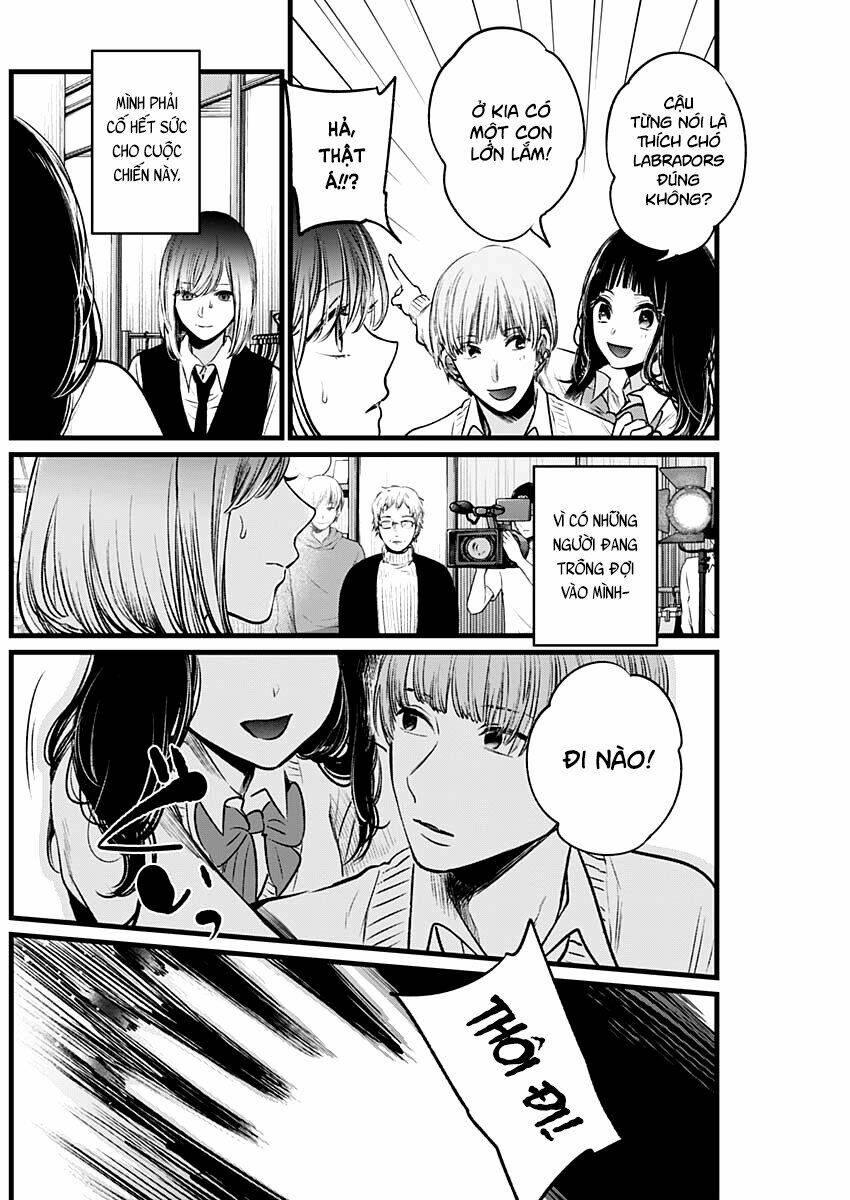 CẬU
TỪNG NÓI LÀ
THÍCH CHÓ
LABRADORS
ĐÚNG
KHÔNG?
Ở KIA CÓ
MỘT CON
LỚN LẮM!
HẢ,
THẬT
Á!!?
MÌNH PHẢI
CỐ HẾT SỨC
CHO CUỘC
CHIẾN NÀY.
VÌ CÓ NHỮNG
NGƯỜI ĐANG
TRÔNG ĐỢI
VÀO MÌNH-
ĐI NÀO!
THÔI ĐI!!